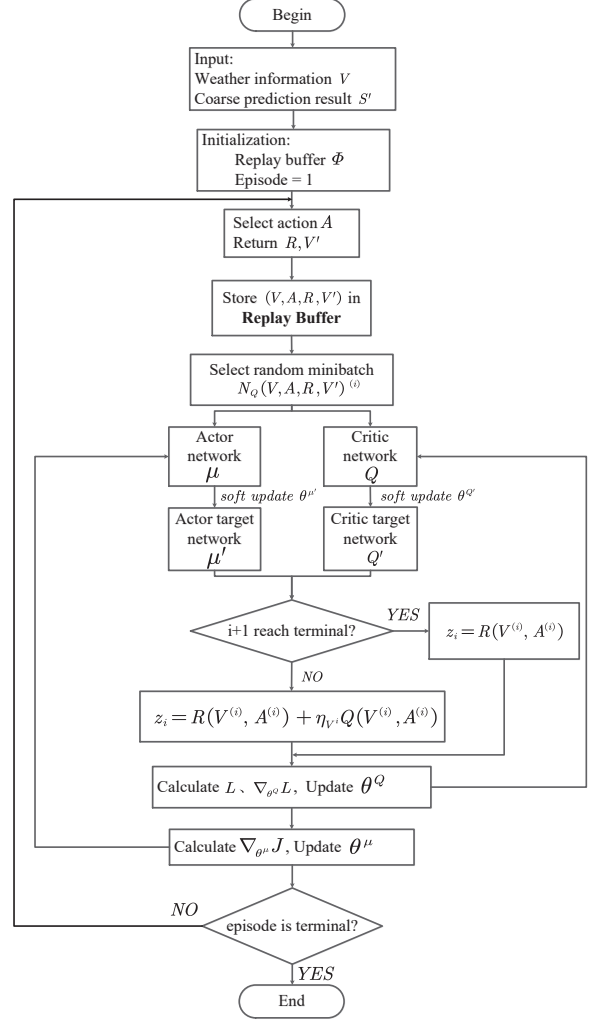 Begin
Input:
Weather information V
Coarse prediction result S′
Initialization:
Replay buffer Φ
Episode = 1
Select action A
Return R,V′
Store (V,A,R,V′) in
Replay Buffer
Select random minibatch
N_Q(V,A,R,V′)^(i)
Actor
network
μ
Critic
network
Q
soft update θ^μ′
soft update θ^Q′
Actor target
network
μ′
Critic target
network
Q′
i+1 reach terminal?
YES
z_i = R(V^(i), A^(i))
NO
z_i = R(V^(i), A^(i)) + η_V^i Q(V^(i),A^(i))
Calculate L 、∇_θ^Q L, Update θ^Q
Calculate ∇_θ^μ J, Update θ^μ
NO
episode is terminal?
YES
End